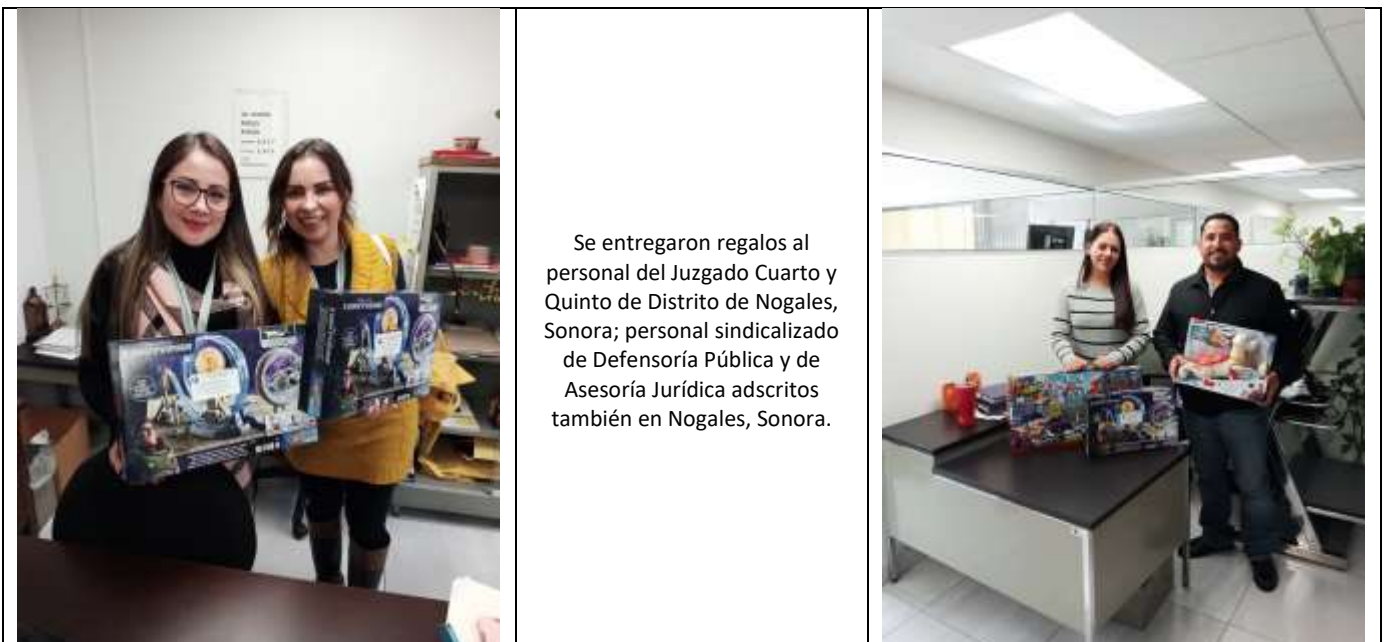 Se entregaron regalos al
personal del Juzgado Cuarto y
Quinto de Distrito de Nogales,
Sonora; personal sindicalizado
de Defensoría Pública y de
Asesoría Jurídica adscritos
también en Nogales, Sonora.